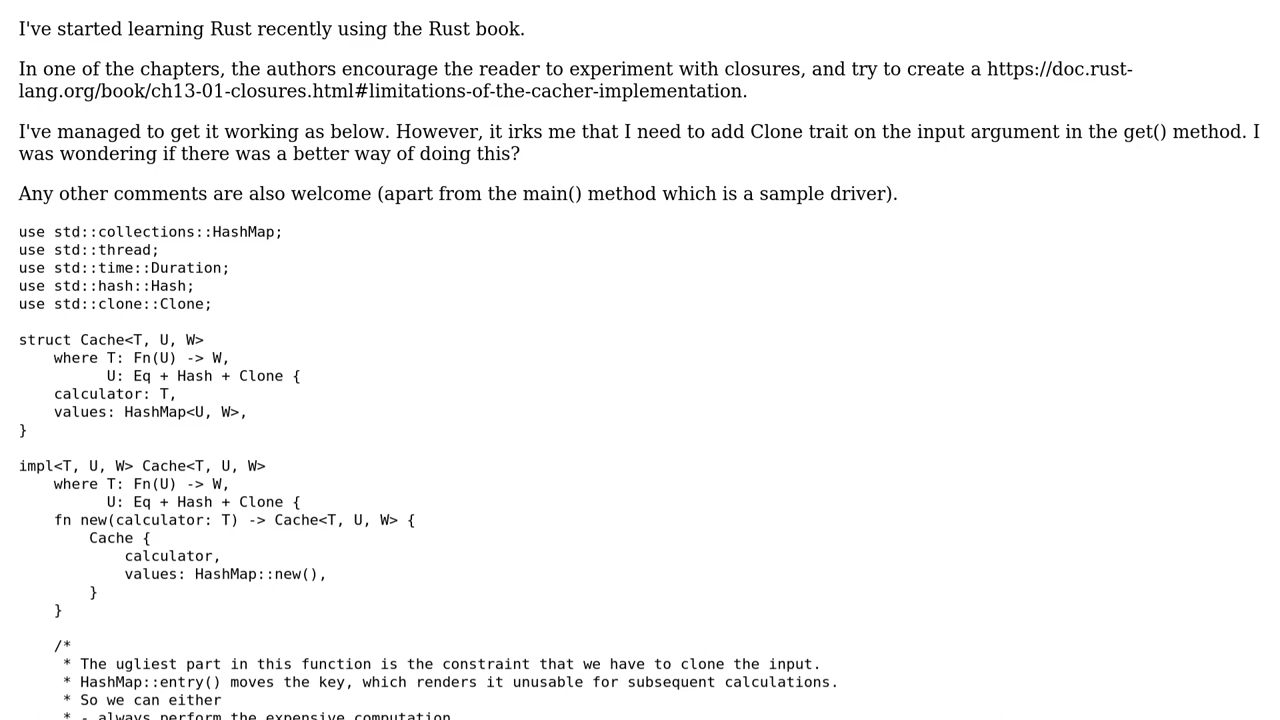 I've started learning Rust recently using the Rust book.
In one of the chapters, the authors encourage the reader to experiment with closures, and try to create a https://doc.rust-
lang.org/book/ch13-01-closures.html#limitations-of-the-cacher-implementation.
I've managed to get it working as below. However, it irks me that I need to add Clone trait on the input argument in the get() method. I
was wondering if there was a better way of doing this?
Any other comments are also welcome (apart from the main() method which is a sample driver).
use std::collections::HashMap;
use std::thread;
use std::time::Duration;
use std::hash::Hash;
use std::clone::Clone;
struct Cache<T, U, W>
    where T: Fn(U) -> W,
          U: Eq + Hash + Clone {
    calculator: T,
    values: HashMap<U, W>,
}
impl<T, U, W> Cache<T, U, W>
    where T: Fn(U) -> W,
          U: Eq + Hash + Clone {
    fn new(calculator: T) -> Cache<T, U, W> {
        Cache {
            calculator,
            values: HashMap::new(),
        }
    }
    /*
     * The ugliest part in this function is the constraint that we have to clone the input.
     * HashMap::entry() moves the key, which renders it unusable for subsequent calculations.
     * So we can either
     * - always perform the expensive computation